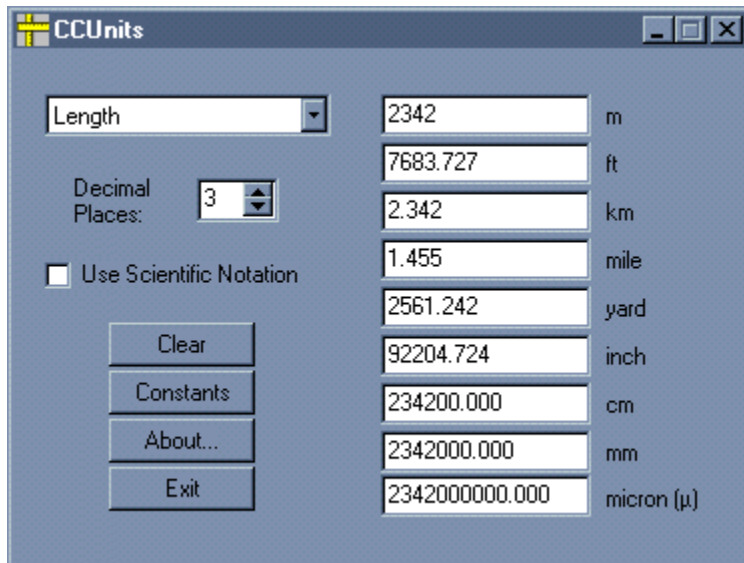 CCUnits
Length
Decimal
Places:
3
Use Scientific Notation
Clear
Constants
About...
Exit
2342 m
7683.727 ft
2.342 km
1.455 mile
2561.242 yard
92204.724 inch
234200.000 cm
2342000.000 mm
2342000000.000 micron (µ)